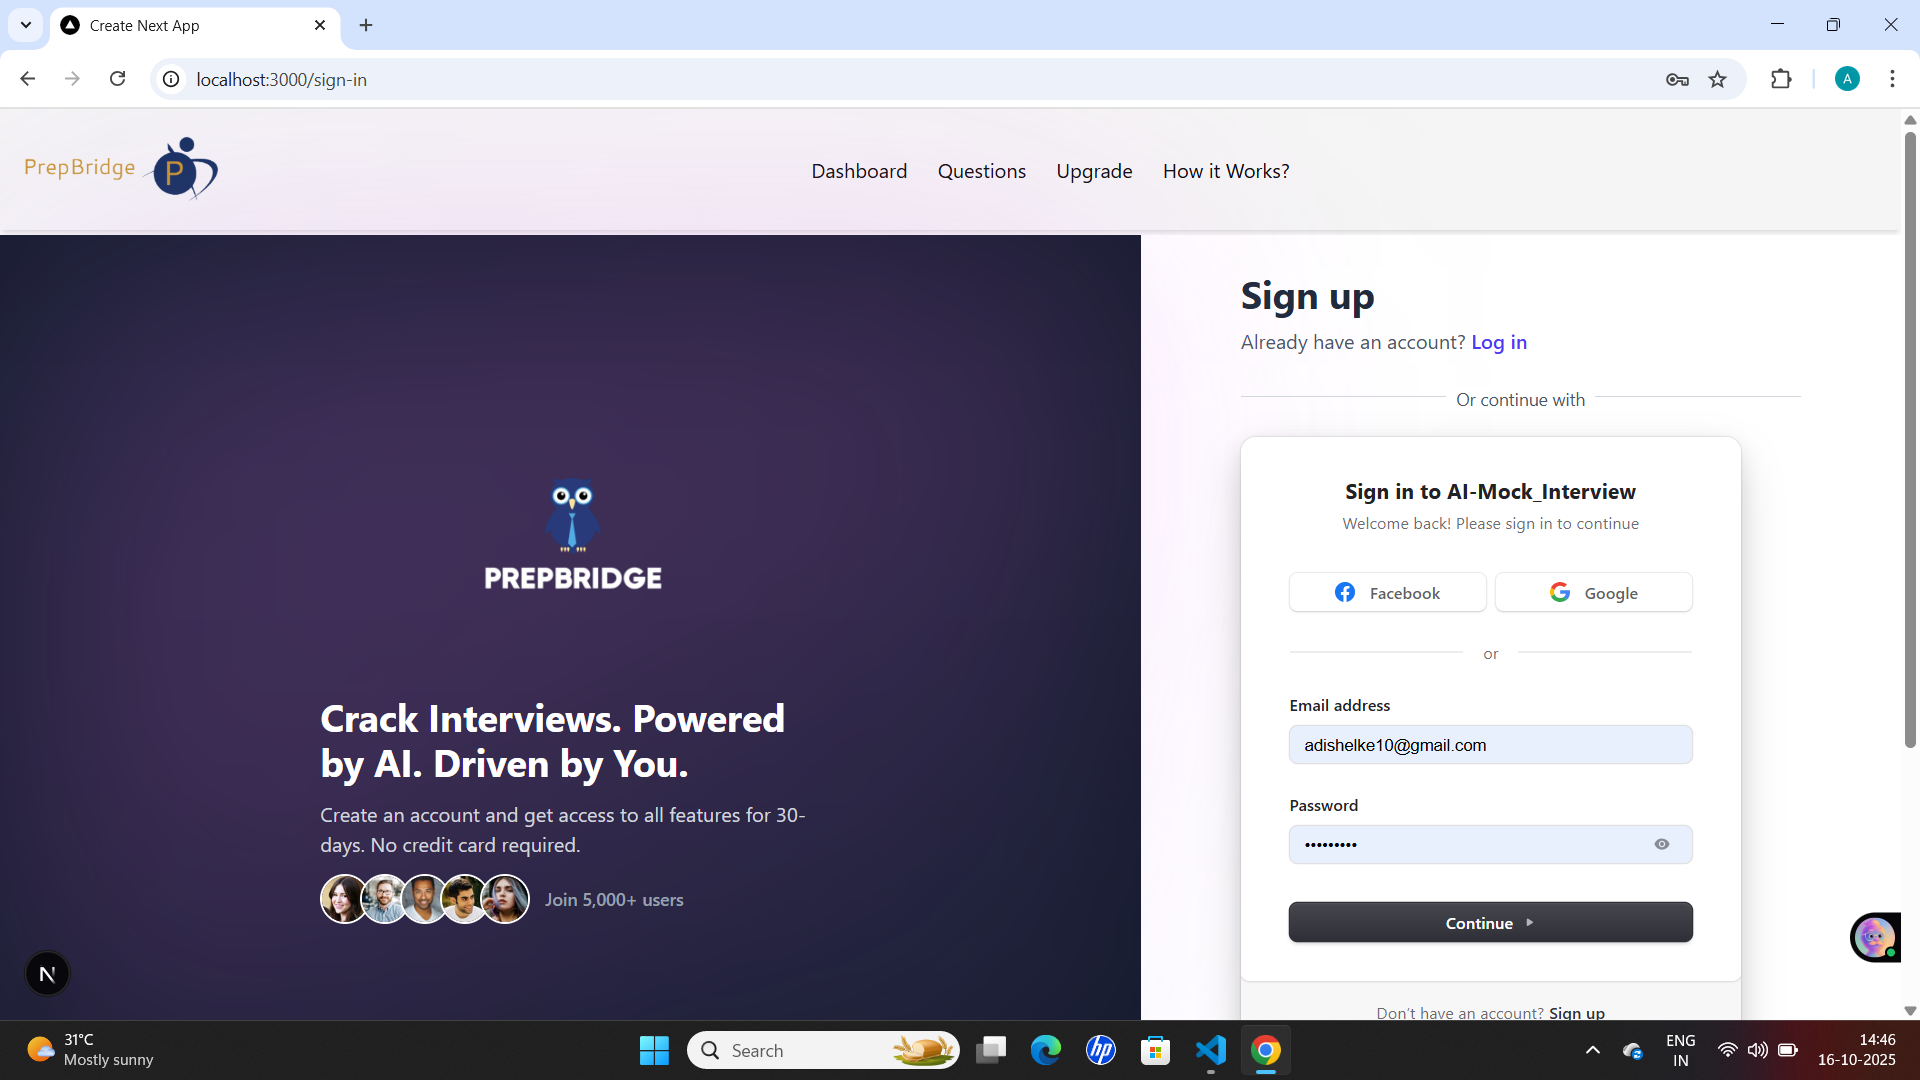 Create Next App
localhost:3000/sign-in
A
PrepBridge
P
Dashboard
Questions
Upgrade
How it Works?
PREPBRIDGE
Crack Interviews. Powered
by AI. Driven by You.
Create an account and get access to all features for 30-
days. No credit card required.
Join 5,000+ users
N
Sign up
Already have an account? Log in
Or continue with
Sign in to AI-Mock_Interview
Welcome back! Please sign in to continue
Facebook
Google
or
Email address
adishelke10@gmail.com
Password
•••••••••
Continue
Don't have an account? Sign up
31°C
Mostly sunny
Search
hp
ENG
IN
14:46
16-10-2025